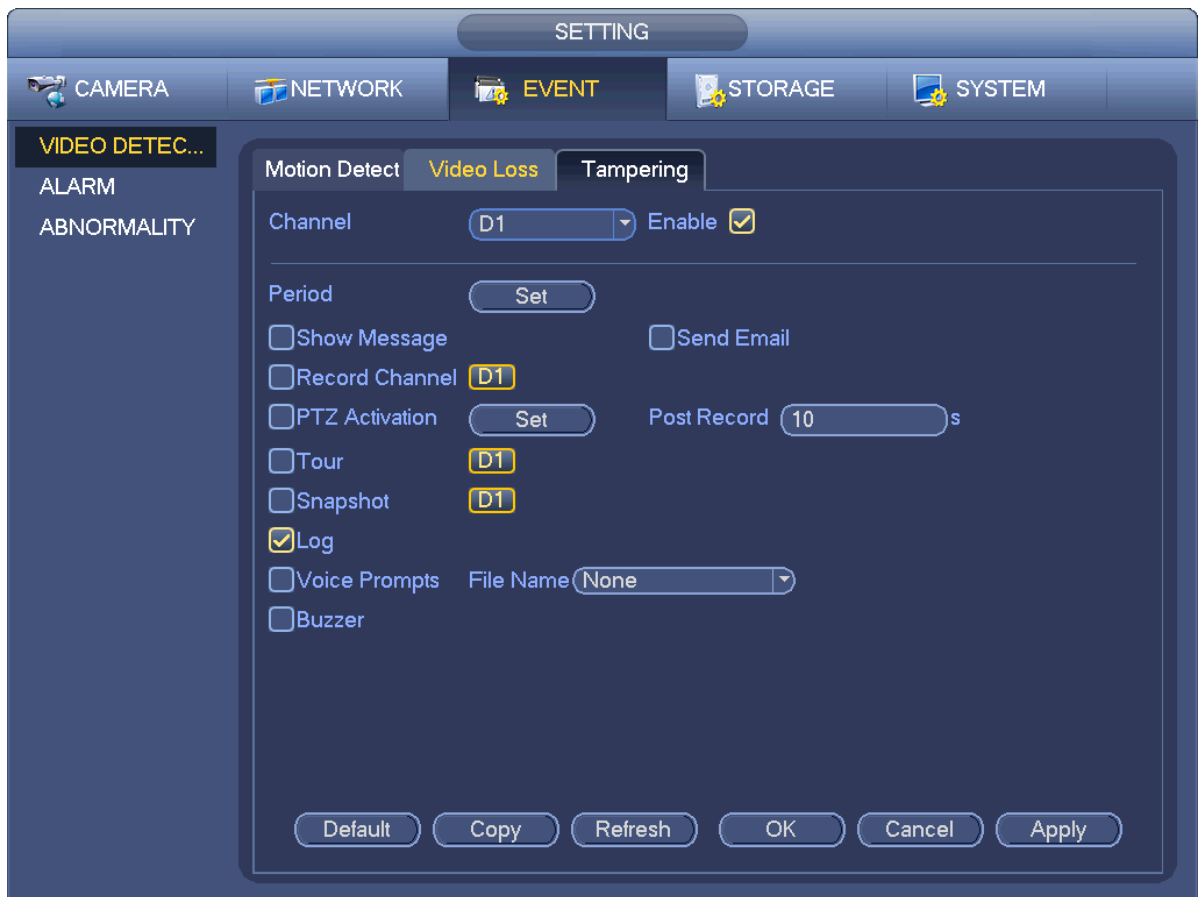 SETTING
CAMERA NETWORK EVENT STORAGE SYSTEM
VIDEO DETEC...
ALARM
ABNORMALITY
Motion Detect Video Loss Tampering
Channel D1 Enable
Period Set
Show Message Send Email
Record Channel D1
PTZ Activation Set Post Record 10 s
Tour D1
Snapshot D1
Log
Voice Prompts File Name None
Buzzer
Default Copy Refresh OK Cancel Apply